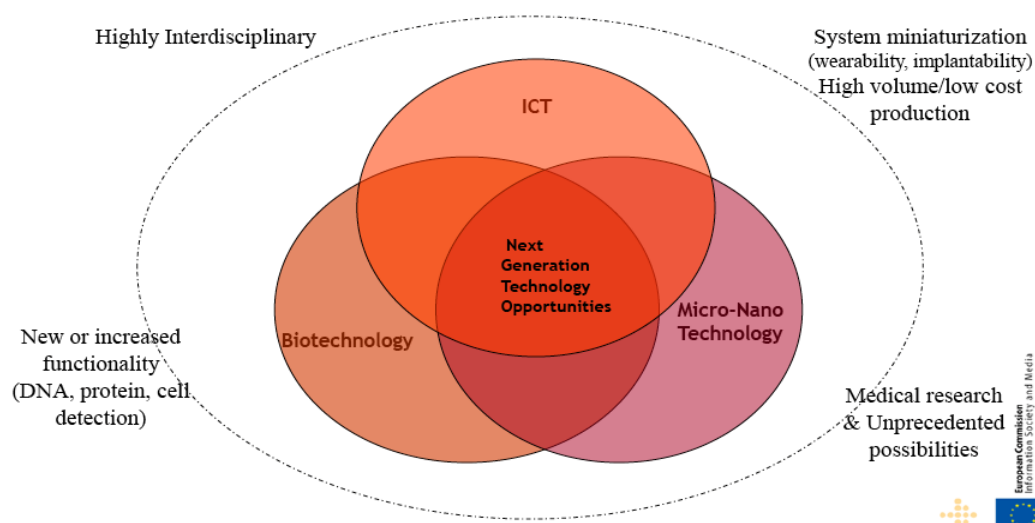 Highly Interdisciplinary
System miniaturization
(wearability, implantability)
High volume/low cost
production
ICT
Next
Generation
Technology
Opportunities
Biotechnology
Micro-Nano
Technology
New or increased
functionality
(DNA, protein, cell
detection)
Medical research
& Unprecedented
possibilities
European Commission
Information Society and Media